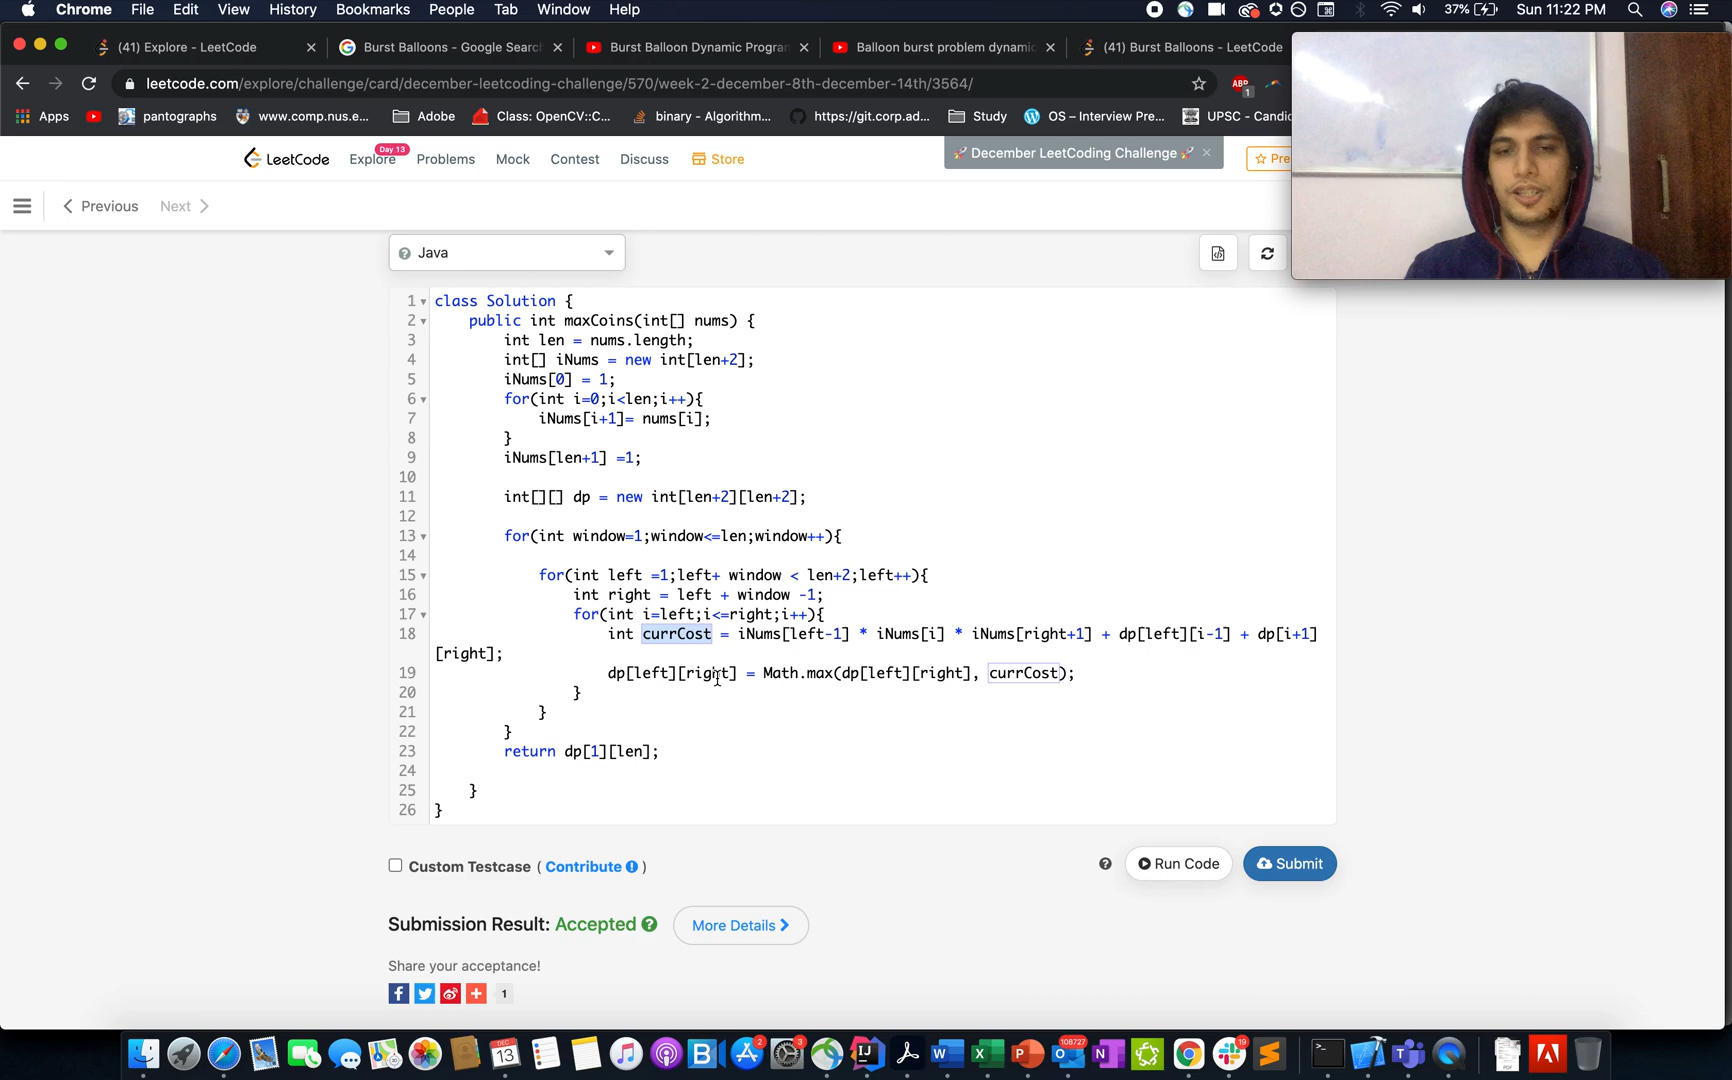 Chrome File Edit View History Bookmarks People Tab Window Help 37% Sun 11:22 PM
(41) Explore - LeetCode Burst Balloons - Google Search Burst Balloon Dynamic Program Balloon burst problem dynamic (41) Burst Balloons - LeetCode
leetcode.com/explore/challenge/card/december-leetcoding-challenge/570/week-2-december-8th-december-14th/3564/ ABP 1
Apps pantographs www.comp.nus.e... Adobe Class: OpenCV::C... binary - Algorithm... https://git.corp.ad... Study OS – Interview Pre... UPSC - Candid
LeetCode Explore Day 13 Problems Mock Contest Discuss Store 🚀 December LeetCoding Challenge 🚀 × Pre
Previous Next
Java
1 class Solution {
2 public int maxCoins(int[] nums) {
3 int len = nums.length;
4 int[] iNums = new int[len+2];
5 iNums[0] = 1;
6 for(int i=0;i<len;i++){
7 iNums[i+1]= nums[i];
8 }
9 iNums[len+1] =1;
10
11 int[][] dp = new int[len+2][len+2];
12
13 for(int window=1;window<=len;window++){
14
15 for(int left =1;left+ window < len+2;left++){
16 int right = left + window -1;
17 for(int i=left;i<=right;i++){
18 int currCost = iNums[left-1] * iNums[i] * iNums[right+1] + dp[left][i-1] + dp[i+1]
[right];
19 dp[left][right] = Math.max(dp[left][right], currCost);
20 }
21 }
22 }
23 return dp[1][len];
24
25 }
26 }
Custom Testcase ( Contribute )
Run Code Submit
Submission Result: Accepted More Details
Share your acceptance!
1
DEC 13 2 3 108727 19